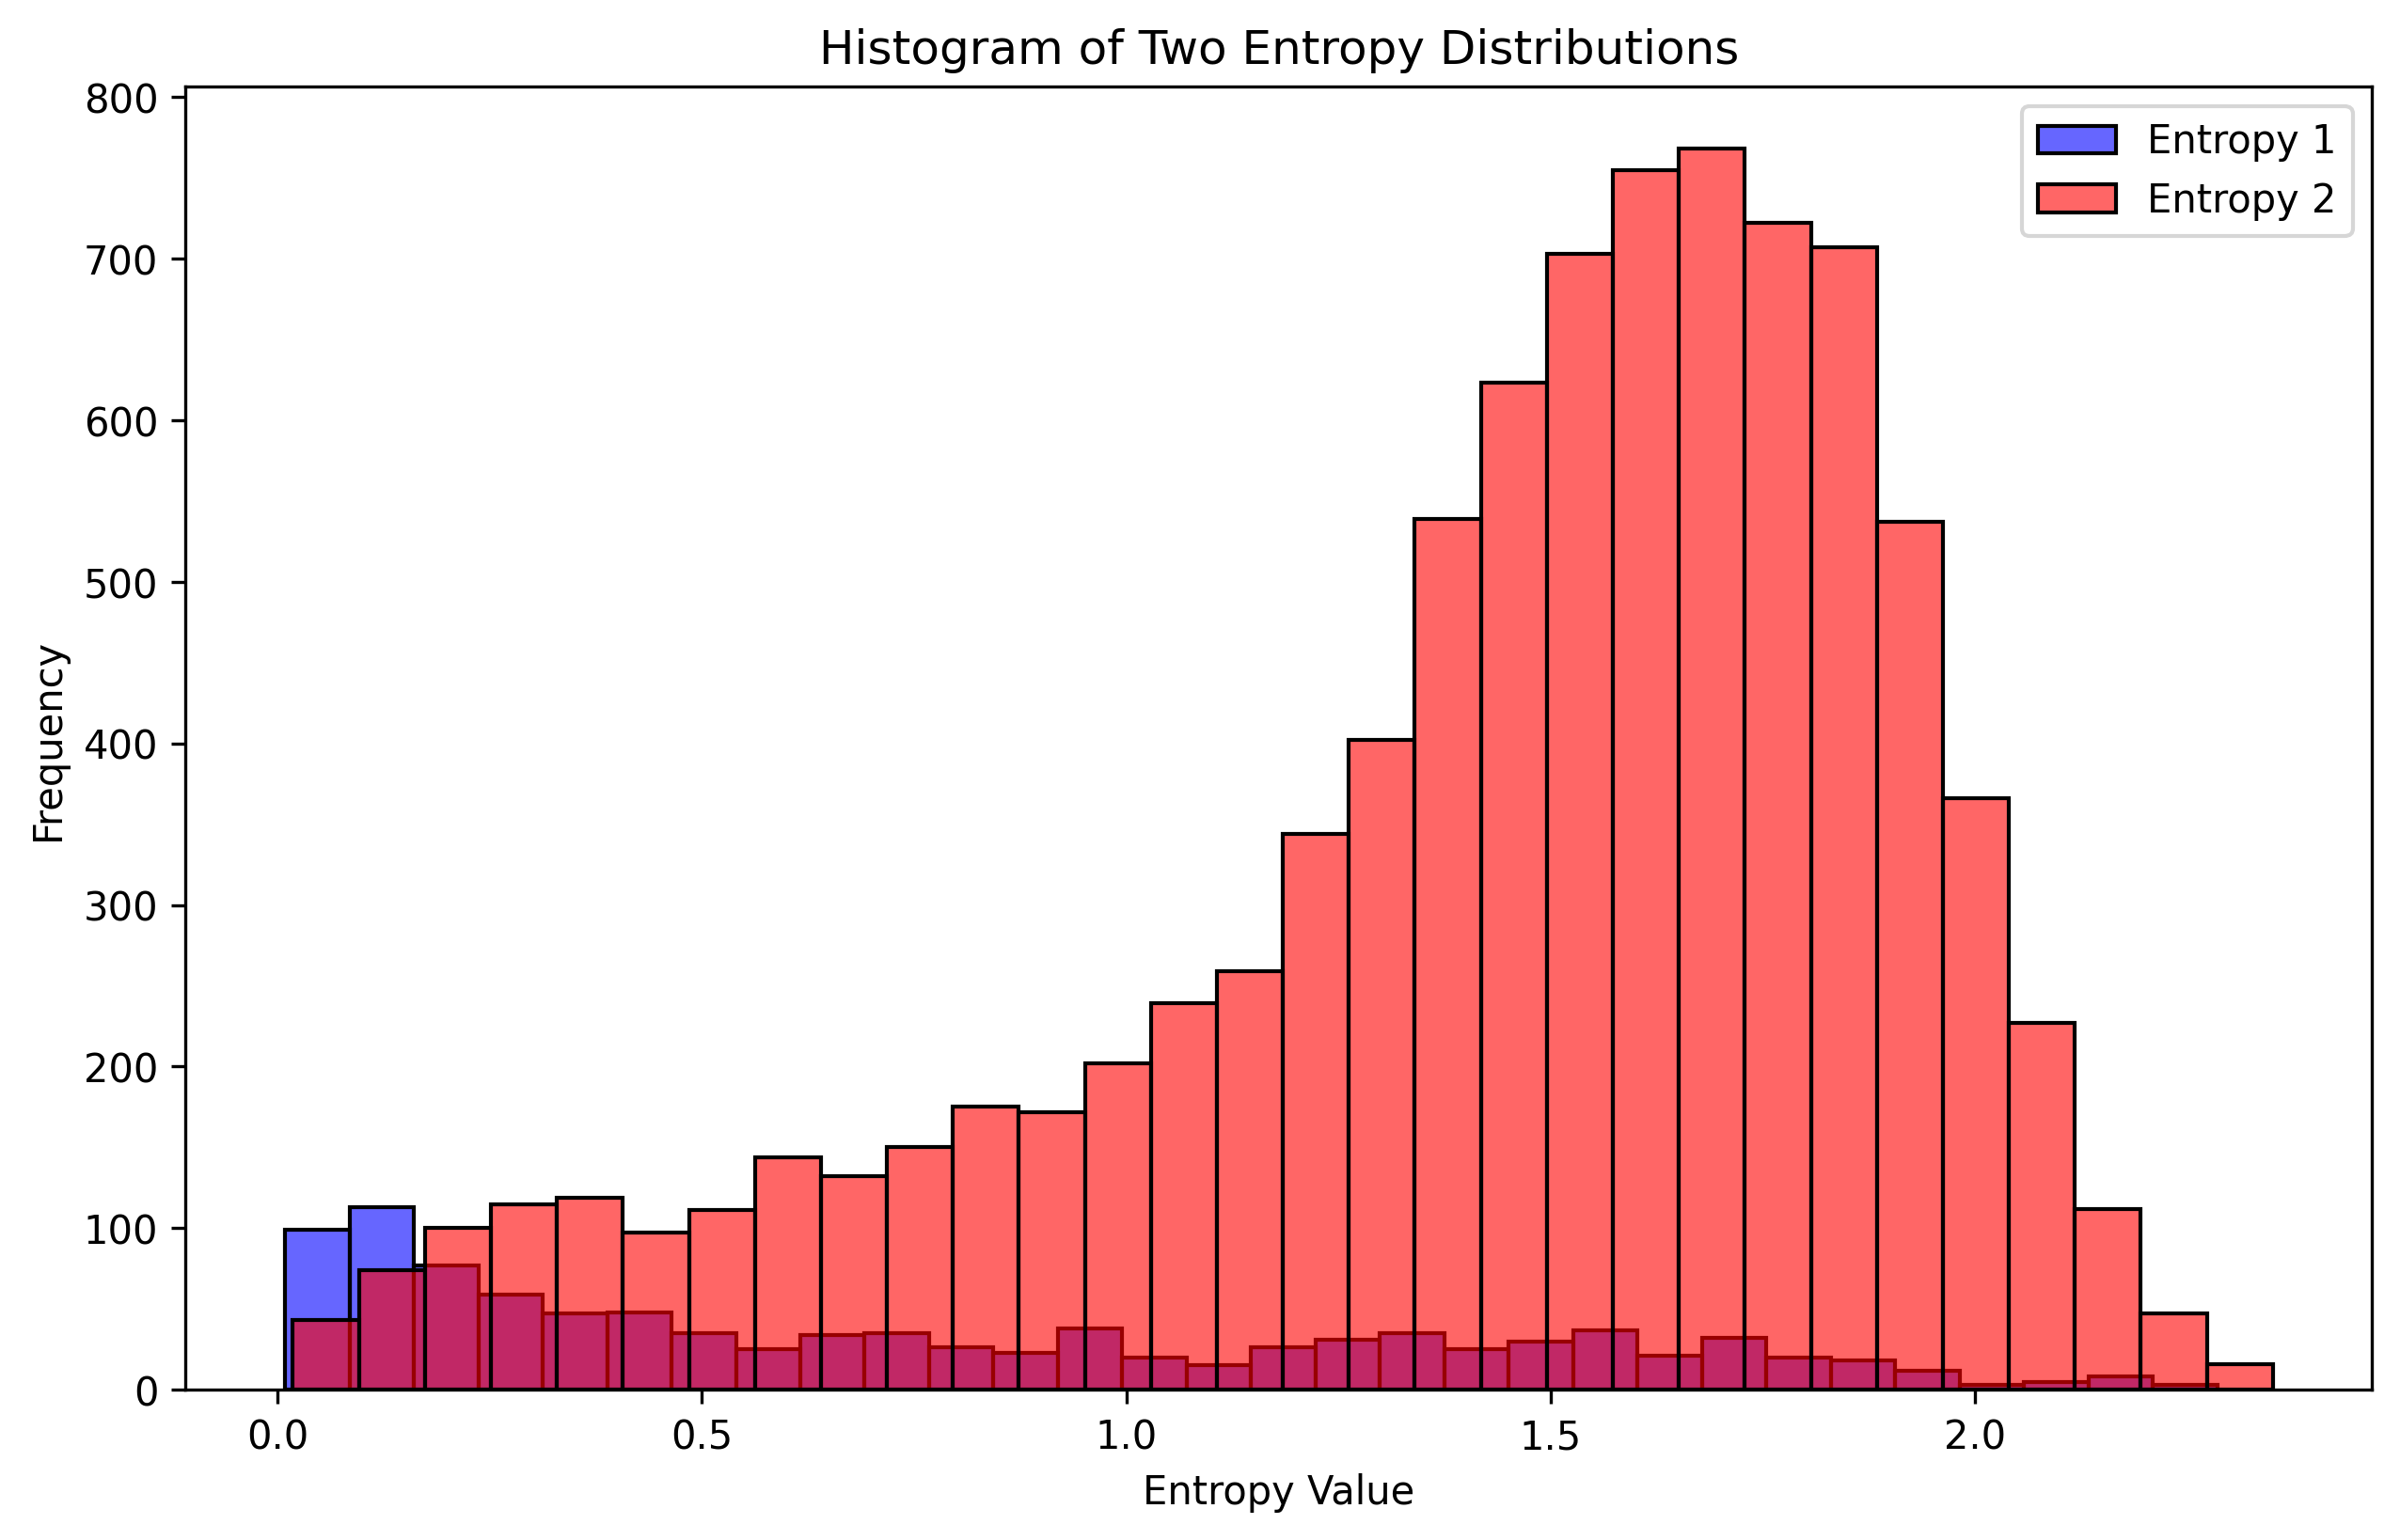 Histogram of Two Entropy Distributions
Entropy 1
Entropy 2
800
700
600
500
400
300
200
100
0
Frequency
0.0 0.5 1.0 1.5 2.0
Entropy Value